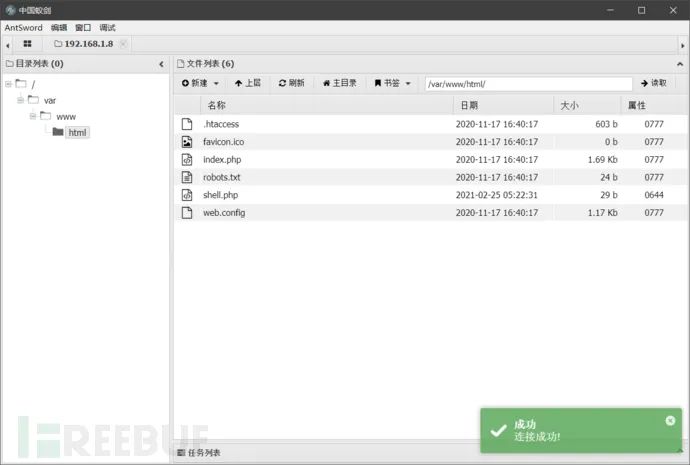 中国蚁剑
AntSword 编辑 窗口 调试
192.168.1.8
目录列表 (0)
文件列表 (6)
新建 上层 刷新 主目录 书签 /var/www/html/ 读取
/
var
www
html
名称 日期 大小 属性
.htaccess 2020-11-17 16:40:17 603 b 0777
favicon.ico 2020-11-17 16:40:17 0 b 0777
index.php 2020-11-17 16:40:17 1.69 Kb 0777
robots.txt 2020-11-17 16:40:17 24 b 0777
shell.php 2021-02-25 05:22:31 29 b 0644
web.config 2020-11-17 16:40:17 1.17 Kb 0777
成功
连接成功!
任务列表
FREEBUF